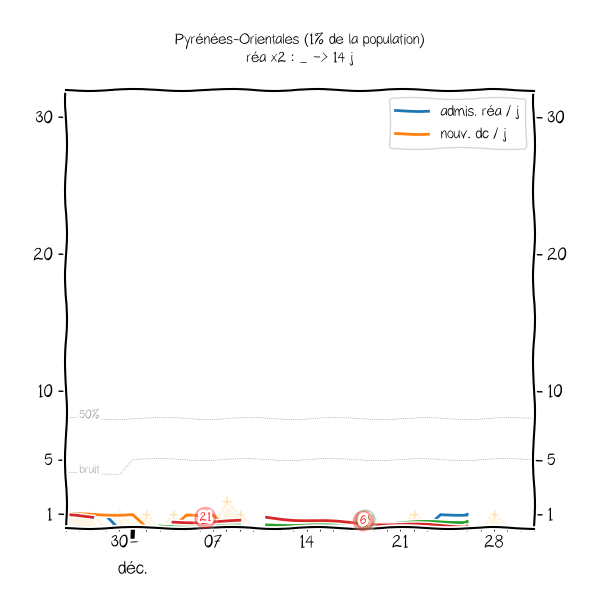 Pyrénées-Orientales (1% de la population)
réa x2 : _ -> 14 j
admis. réa / j
nouv. dc / j
30 30
20 20
10 10
50%
5 5
bruit
1 1
21
6
30 07 14 21 28
déc.